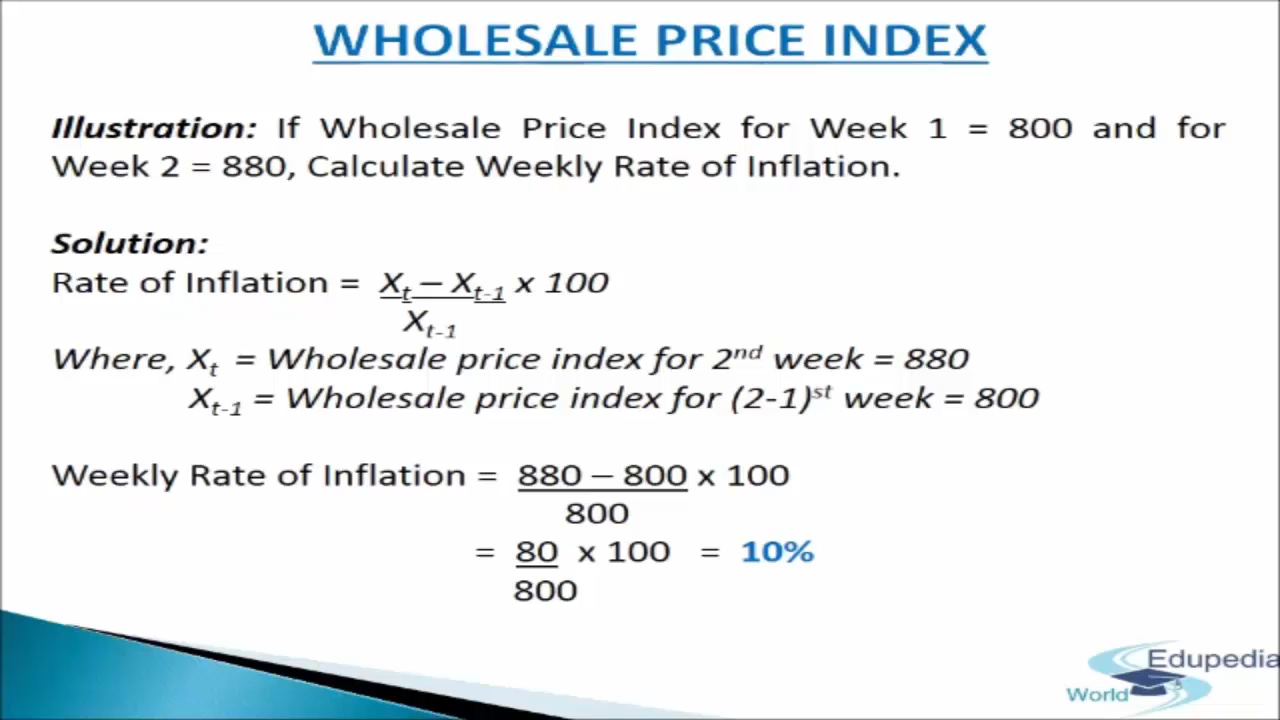 WHOLESALE PRICE INDEX
Illustration: If Wholesale Price Index for Week 1 = 800 and for
Week 2 = 880, Calculate Weekly Rate of Inflation.
Solution:
Rate of Inflation = Xt – Xt-1 x 100
Xt-1
Where, Xt = Wholesale price index for 2nd week = 880
Xt-1 = Wholesale price index for (2-1)st week = 800
Weekly Rate of Inflation = 880 – 800 x 100
800
= 80 x 100 = 10%
800
Edupedia
World